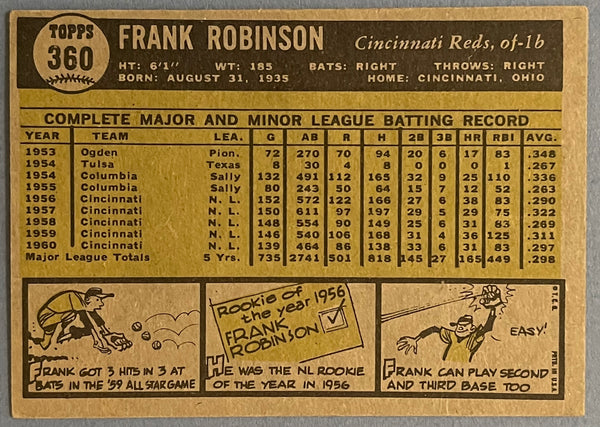 TOPPS
360
FRANK ROBINSON
Cincinnati Reds, of-1b
HT: 6'1" WT: 185 BATS: RIGHT THROWS: RIGHT
BORN: AUGUST 31, 1935 HOME: CINCINNATI, OHIO
COMPLETE MAJOR AND MINOR LEAGUE BATTING RECORD
YEAR TEAM LEA. G AB R H 2B 3B HR RBI AVG.
1953 Ogden Pion. 72 270 70 94 20 6 17 83 .348
1954 Tulsa Texas 8 30 4 8 0 0 0 1 .267
1954 Columbia Sally 132 491 112 165 32 9 25 110 .336
1955 Columbia Sally 80 243 50 64 15 6 12 52 .263
1956 Cincinnati N. L. 152 572 122 166 27 6 38 83 .290
1957 Cincinnati N. L. 150 611 97 197 29 5 29 75 .322
1958 Cincinnati N. L. 148 554 90 149 25 6 31 83 .269
1959 Cincinnati N. L. 146 540 106 168 31 4 36 125 .311
1960 Cincinnati N. L. 139 464 86 138 33 6 31 83 .297
Major League Totals 5 Yrs. 735 2741 501 818 145 27 165 449 .298
FRANK GOT 3 HITS IN 3 AT
BATS IN THE '59 ALL STAR GAME
Rookie of
the year 1956
FRANK
ROBINSON
HE WAS THE NL ROOKIE
OF THE YEAR IN 1956
EASY!
FRANK CAN PLAY SECOND
AND THIRD BASE TOO
© T.C.G.
PRTD. IN U.S.A.